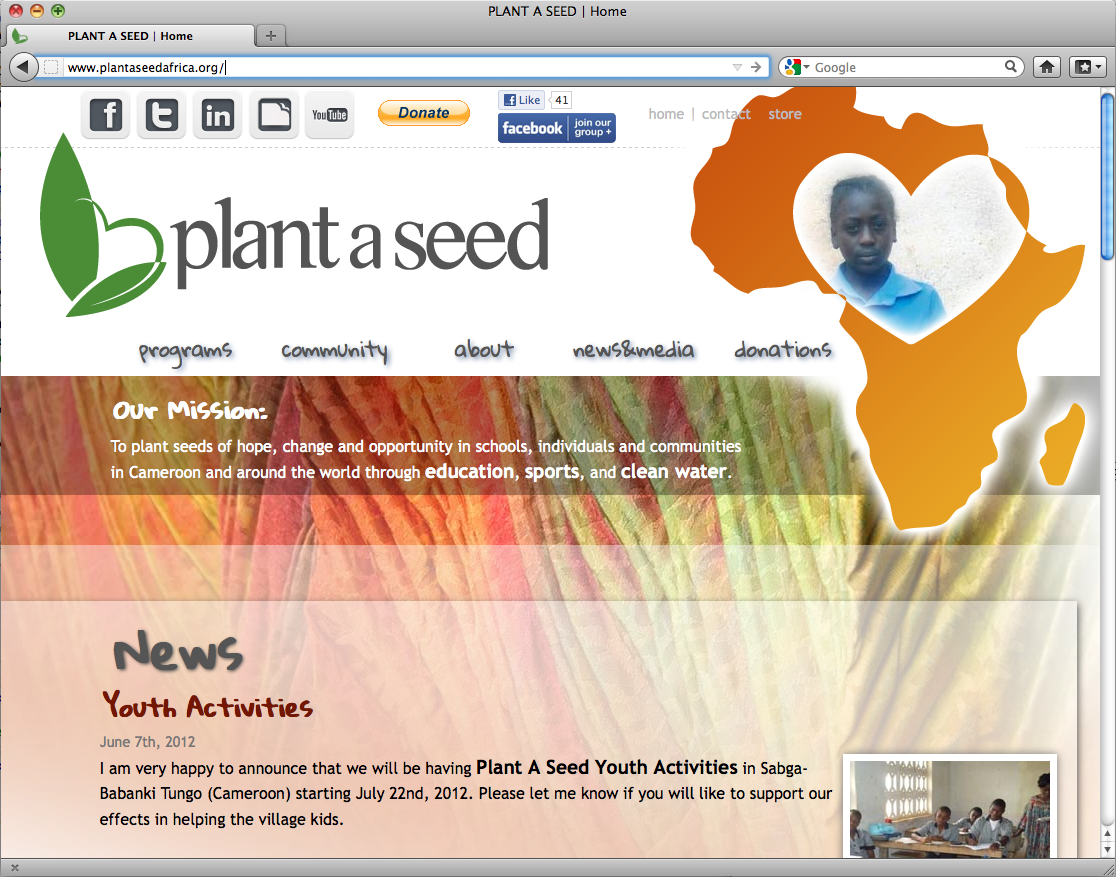 PLANT A SEED | Home
PLANT A SEED | Home
www.plantaseedafrica.org/
Google
f t in YouTube
Donate
Like 41
facebook join our group +
home | contact store
plant a seed
programs community about news&media donations
Our Mission:
To plant seeds of hope, change and opportunity in schools, individuals and communities
in Cameroon and around the world through education, sports, and clean water.
News
Youth Activities
June 7th, 2012
I am very happy to announce that we will be having Plant A Seed Youth Activities in Sabga-
Babanki Tungo (Cameroon) starting July 22nd, 2012. Please let me know if you will like to support our
effects in helping the village kids.